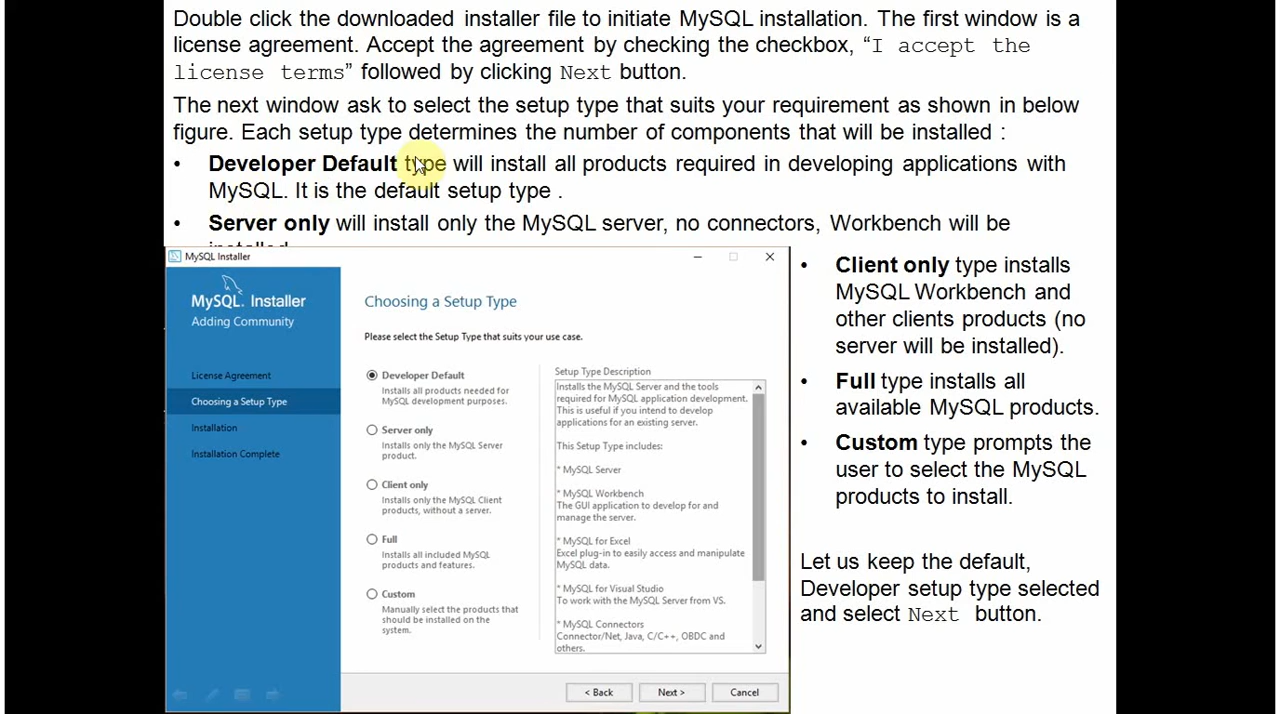 Double click the downloaded installer file to initiate MySQL installation. The first window is a
license agreement. Accept the agreement by checking the checkbox, “I accept the
license terms” followed by clicking Next button.
The next window ask to select the setup type that suits your requirement as shown in below
figure. Each setup type determines the number of components that will be installed :
• Developer Default type will install all products required in developing applications with
MySQL. It is the default setup type .
• Server only will install only the MySQL server, no connectors, Workbench will be
installed
MySQL Installer
MySQL. Installer
Adding Community
License Agreement
Choosing a Setup Type
Installation
Installation Complete
Choosing a Setup Type
Please select the Setup Type that suits your use case.
Developer Default
Installs all products needed for
MySQL development purposes.
Server only
Installs only the MySQL Server
product.
Client only
Installs only the MySQL Client
products, without a server.
Full
Installs all included MySQL
products and features.
Custom
Manually select the products that
should be installed on the
system.
Setup Type Description
Installs the MySQL Server and the tools
required for MySQL application development.
This is useful if you intend to develop
applications for an existing server.
This Setup Type includes:
* MySQL Server
* MySQL Workbench
The GUI application to develop for and
manage the server.
* MySQL for Excel
Excel plug-in to easily access and manipulate
MySQL data.
* MySQL for Visual Studio
To work with the MySQL Server from VS.
* MySQL Connectors
Connector/Net, Java, C/C++, OBDC and
others.
< Back
Next >
Cancel
• Client only type installs
MySQL Workbench and
other clients products (no
server will be installed).
• Full type installs all
available MySQL products.
• Custom type prompts the
user to select the MySQL
products to install.
Let us keep the default,
Developer setup type selected
and select Next button.